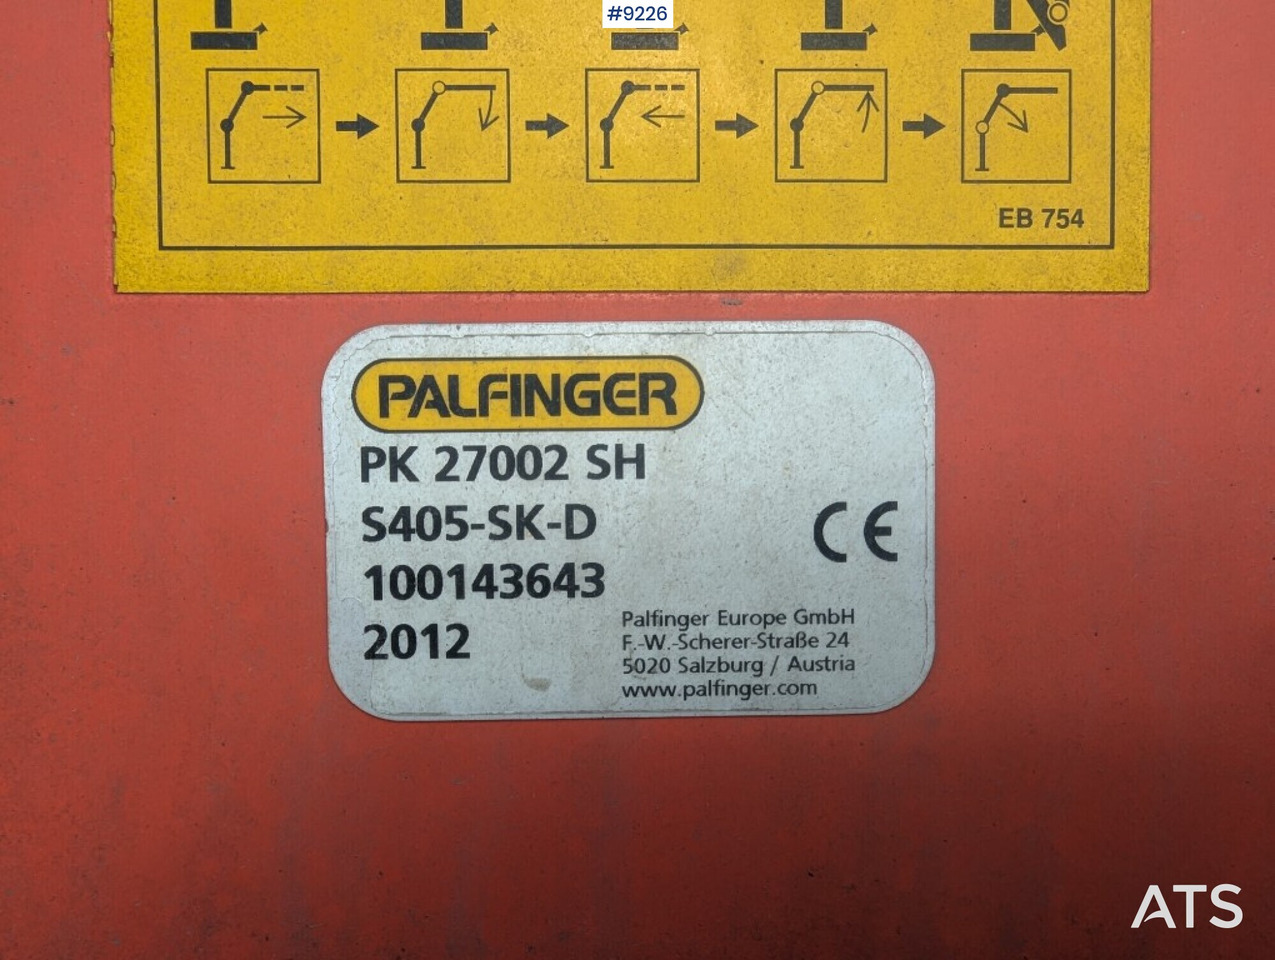 #9226
EB 754
PALFINGER
PK 27002 SH
S405-SK-D
100143643
2012
CE
Palfinger Europe GmbH
F.-W.-Scherer-Straße 24
5020 Salzburg / Austria
www.palfinger.com
ATS